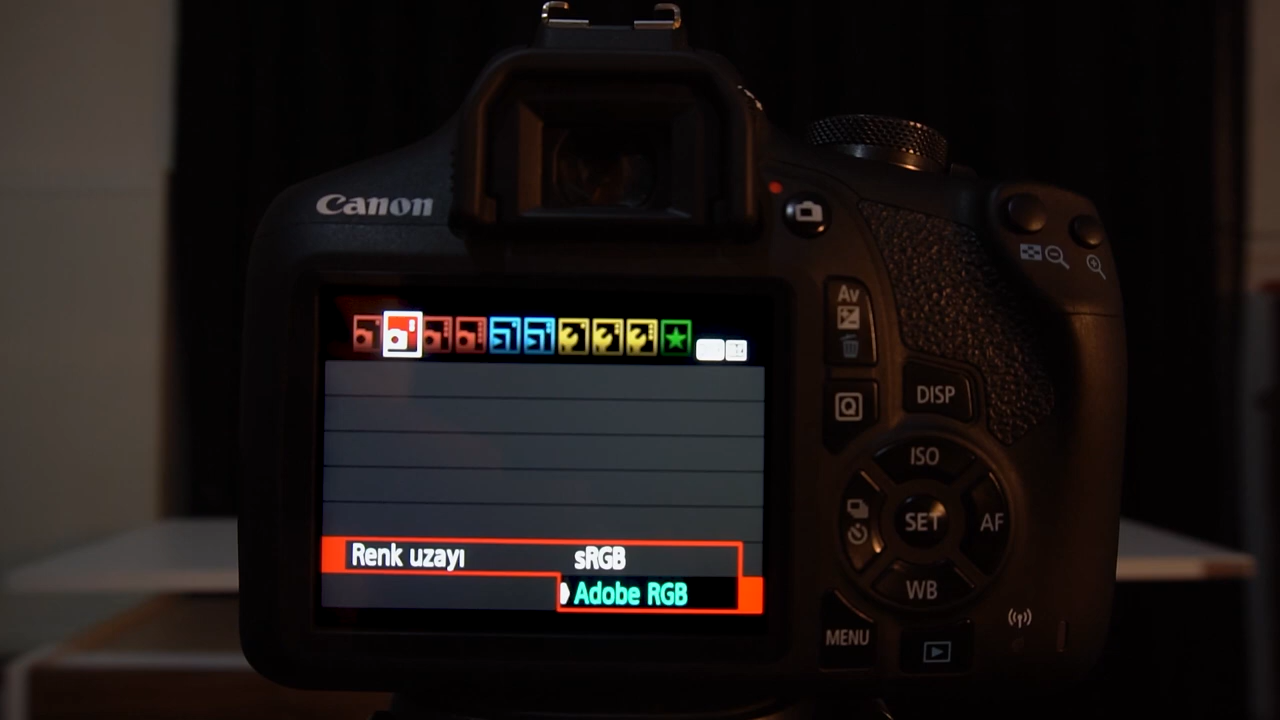 Canon
Av
Q
DISP
ISO
SET
AF
WB
MENU
Renk uzayı
sRGB
Adobe RGB